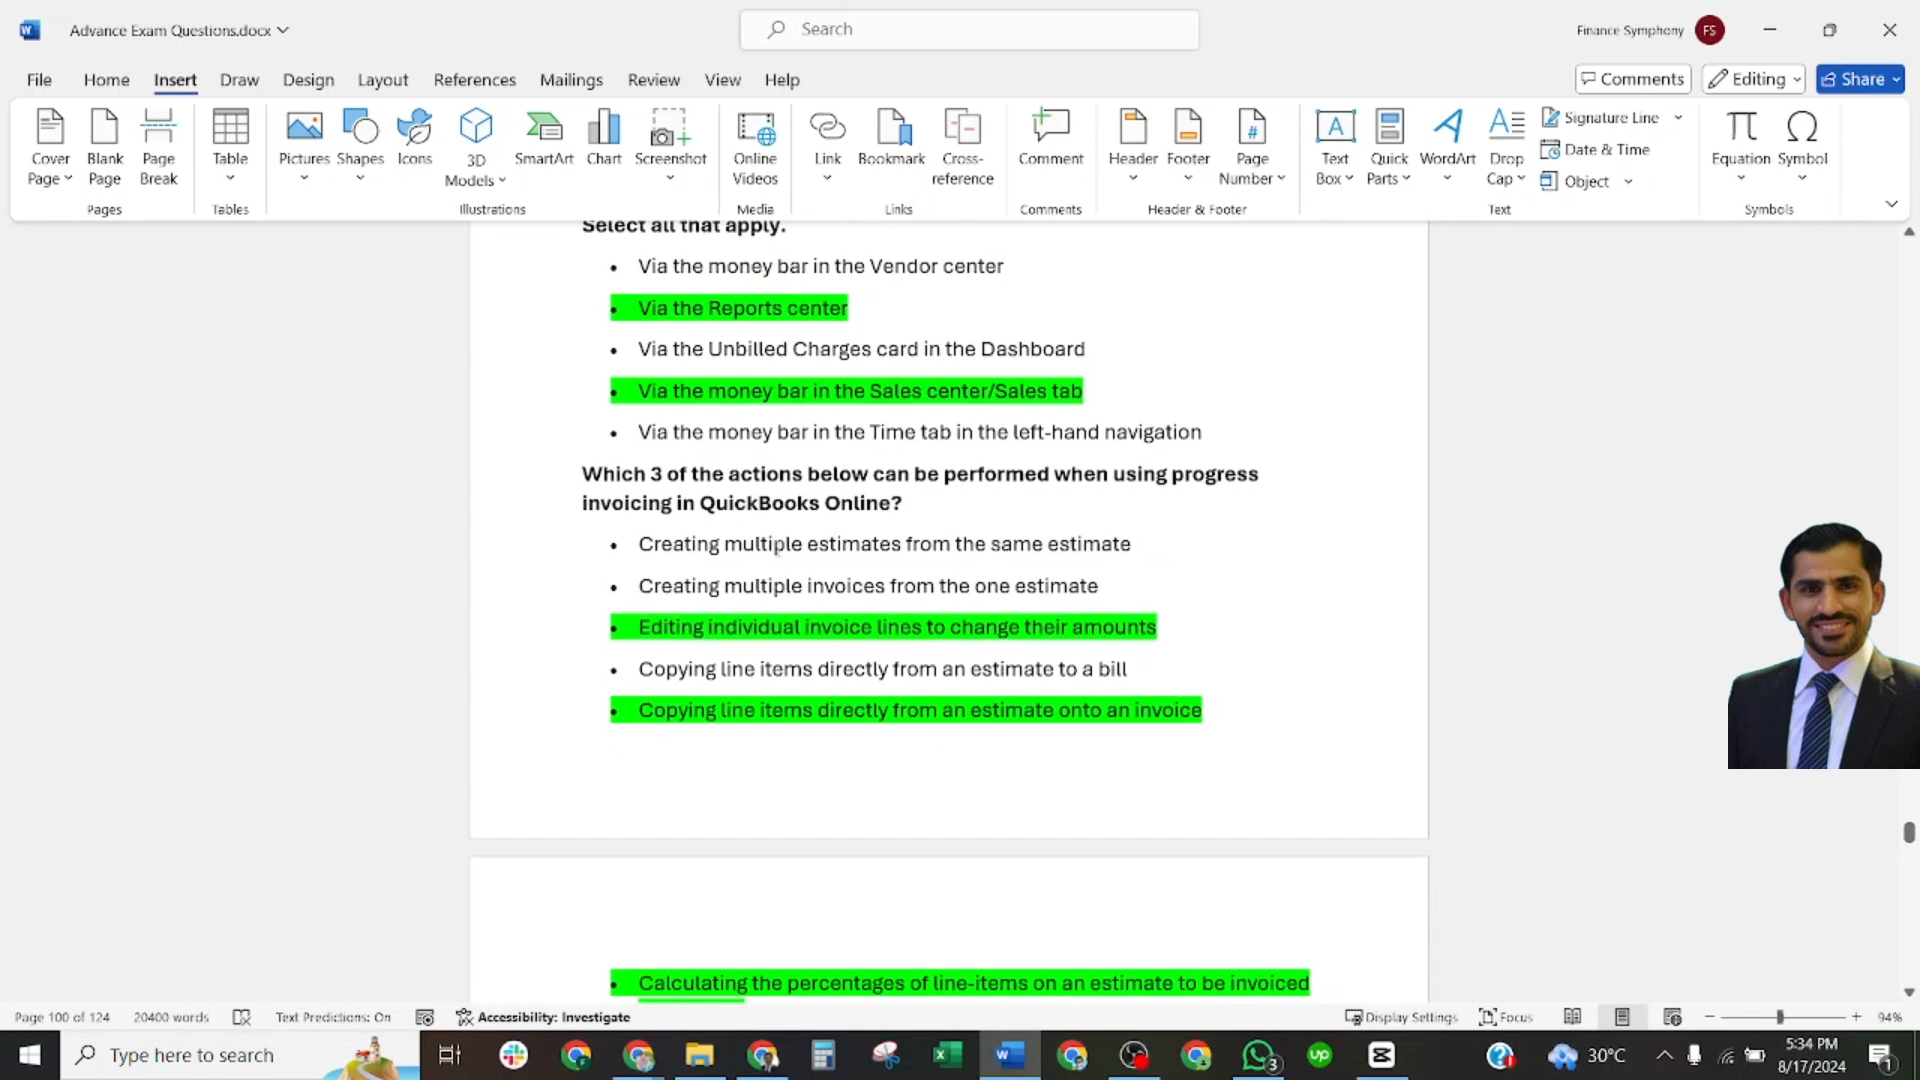 Advance Exam Questions.docx
Search
Finance Symphony
FS
File Home Insert Draw Design Layout References Mailings Review View Help
Comments
Editing
Share
Cover Page
Blank Page
Page Break
Table
Pictures
Shapes
Icons
3D Models
SmartArt
Chart
Screenshot
Online Videos
Link
Bookmark
Cross-reference
Comment
Header
Footer
Page Number
Text Box
Quick Parts
WordArt
Drop Cap
Signature Line
Date & Time
Object
Equation
Symbol
Pages Tables Illustrations Media Links Comments Header & Footer Text Symbols
Select all that apply.
• Via the money bar in the Vendor center
• Via the Reports center
• Via the Unbilled Charges card in the Dashboard
• Via the money bar in the Sales center/Sales tab
• Via the money bar in the Time tab in the left-hand navigation
Which 3 of the actions below can be performed when using progress
invoicing in QuickBooks Online?
• Creating multiple estimates from the same estimate
• Creating multiple invoices from the one estimate
• Editing individual invoice lines to change their amounts
• Copying line items directly from an estimate to a bill
• Copying line items directly from an estimate onto an invoice
• Calculating the percentages of line-items on an estimate to be invoiced
Page 100 of 124 20400 words Text Predictions: On Accessibility: Investigate Display Settings Focus 94%
Type here to search
up
3
30°C
5:34 PM
8/17/2024
1